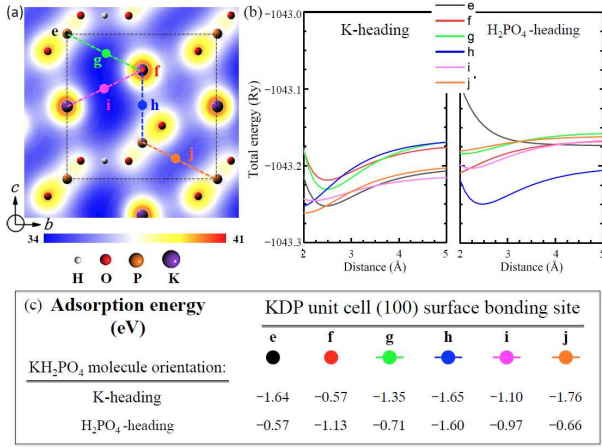 (a)
e
g
f
i
h
j
c
b
34
41
H
O
P
K
(b)
−1043.0
−1043.1
−1043.2
−1043.3
Total energy (Ry)
K-heading
2
3
4
5
Distance (Å)
e
f
g
h
i
j
H₂PO₄ -heading
2
3
4
5
Distance (Å)
(c) Adsorption energy
(eV)
KDP unit cell (100) surface bonding site
e f g h i j
KH₂PO₄ molecule orientation:
K-heading −1.64 −0.57 −1.35 −1.65 −1.10 −1.76
H₂PO₄ -heading −0.57 −1.13 −0.71 −1.60 −0.97 −0.66